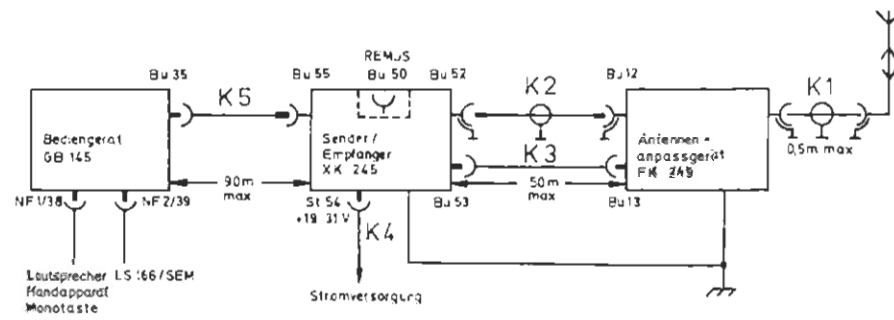 REMUS
Bu 35
Bu 55
Bu 50
Bu 52
Bu 12
K5
K2
K1
Bediengerät
GB 145
Sender/
Empfänger
XK 245
Antennen-
anpassgerät
FK 249
K3
0,5m max
90m
max
50m
max
NF1/38
NF2/39
St 54
+19..31V
Bu 53
Bu 13
K4
Lautsprecher
Handapparat
Monotaste
LS 166/SEM
Stromversorgung